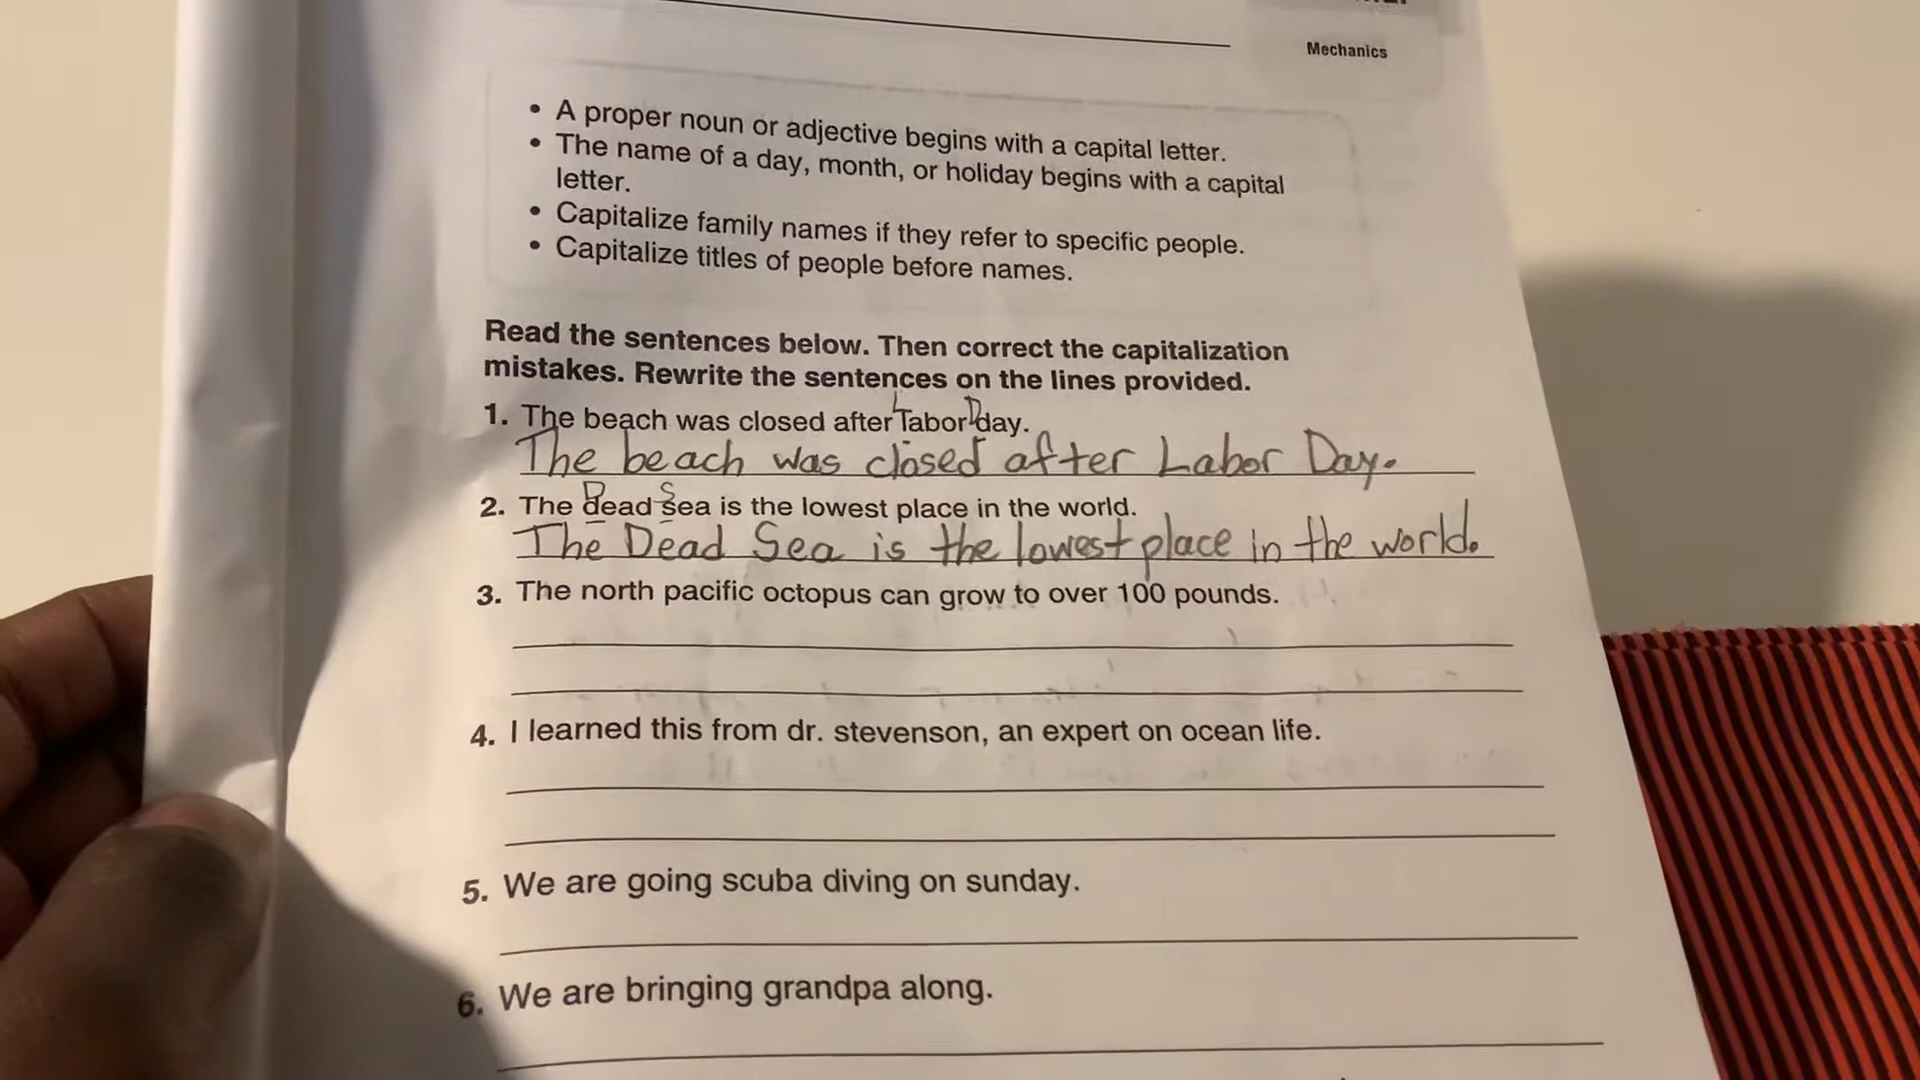 Mechanics
• A proper noun or adjective begins with a capital letter.
• The name of a day, month, or holiday begins with a capital
letter.
• Capitalize family names if they refer to specific people.
• Capitalize titles of people before names.
Read the sentences below. Then correct the capitalization
mistakes. Rewrite the sentences on the lines provided.
L D
1. The beach was closed after labor day.
The beach was closed after Labor Day.
D S
2. The dead sea is the lowest place in the world.
The Dead Sea is the lowest place in the world.
3. The north pacific octopus can grow to over 100 pounds.
4. I learned this from dr. stevenson, an expert on ocean life.
5. We are going scuba diving on sunday.
6. We are bringing grandpa along.